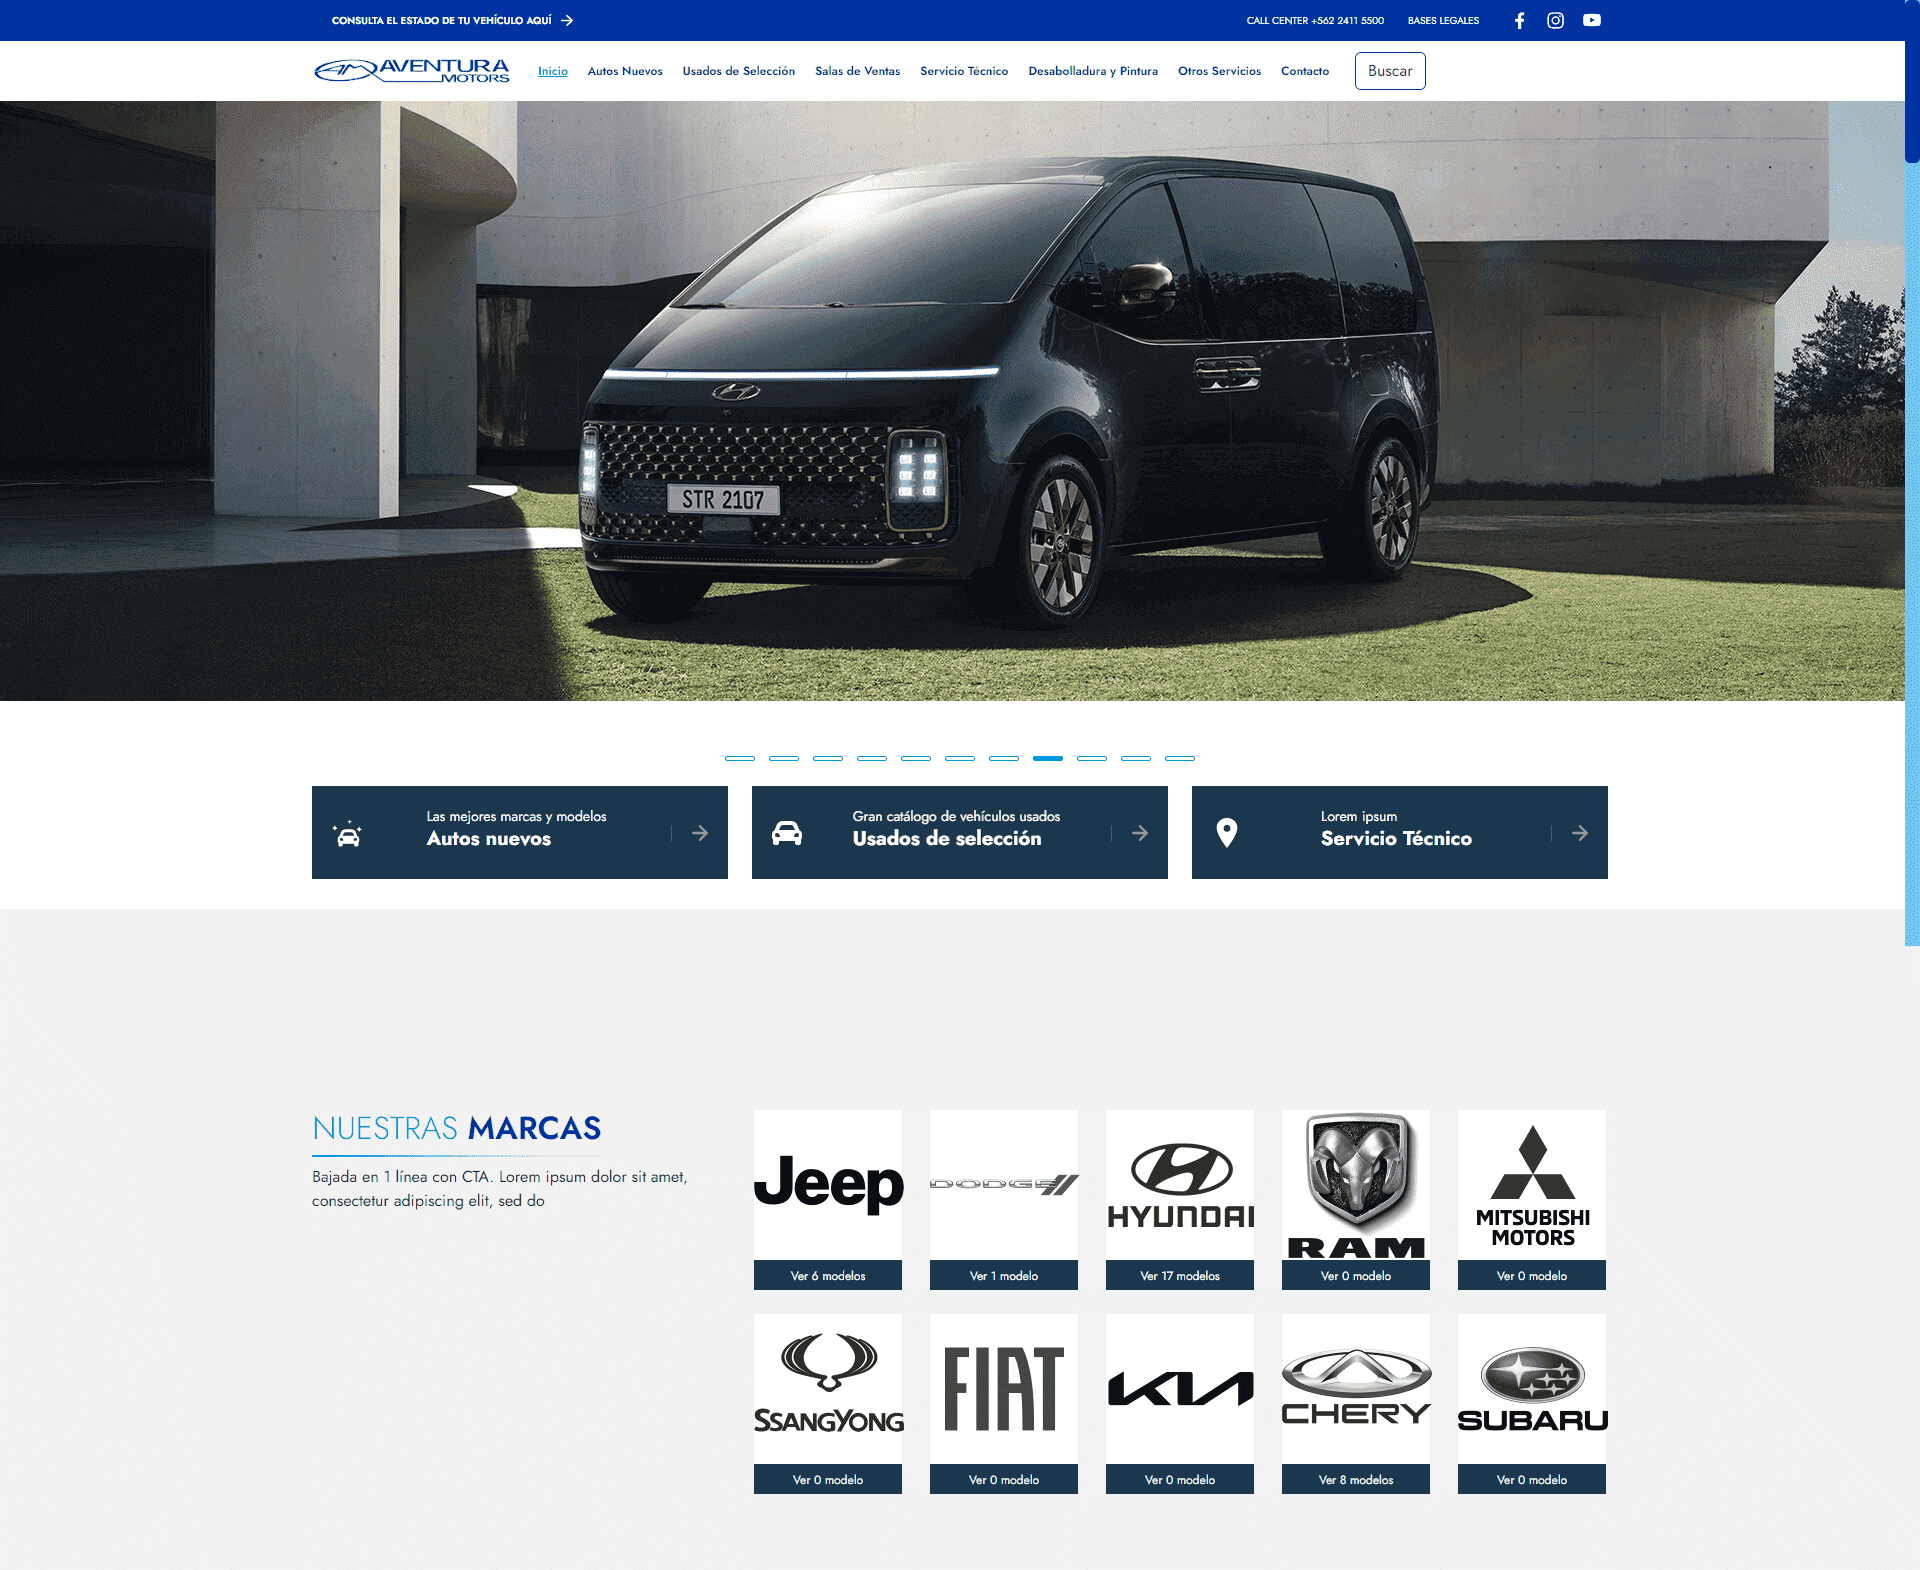 CONSULTA EL ESTADO DE TU VEHÍCULO AQUÍ
CALL CENTER +562 2411 5500
BASES LEGALES
AVENTURA
MOTORS
Inicio
Autos Nuevos
Usados de Selección
Salas de Ventas
Servicio Técnico
Desabolladura y Pintura
Otros Servicios
Contacto
Buscar
STR 2107
Las mejores marcas y modelos
Autos nuevos
Gran catálogo de vehículos usados
Usados de selección
Lorem ipsum
Servicio Técnico
NUESTRAS MARCAS
Bajada en 1 línea con CTA. Lorem ipsum dolor sit amet,
consectetur adipiscing elit, sed do
Jeep
DODGE
HYUNDAI
RAM
MITSUBISHI
MOTORS
Ver 6 modelos
Ver 1 modelo
Ver 17 modelos
Ver 0 modelo
Ver 0 modelo
SSANGYONG
FIAT
KIA
CHERY
SUBARU
Ver 0 modelo
Ver 0 modelo
Ver 0 modelo
Ver 8 modelos
Ver 0 modelo